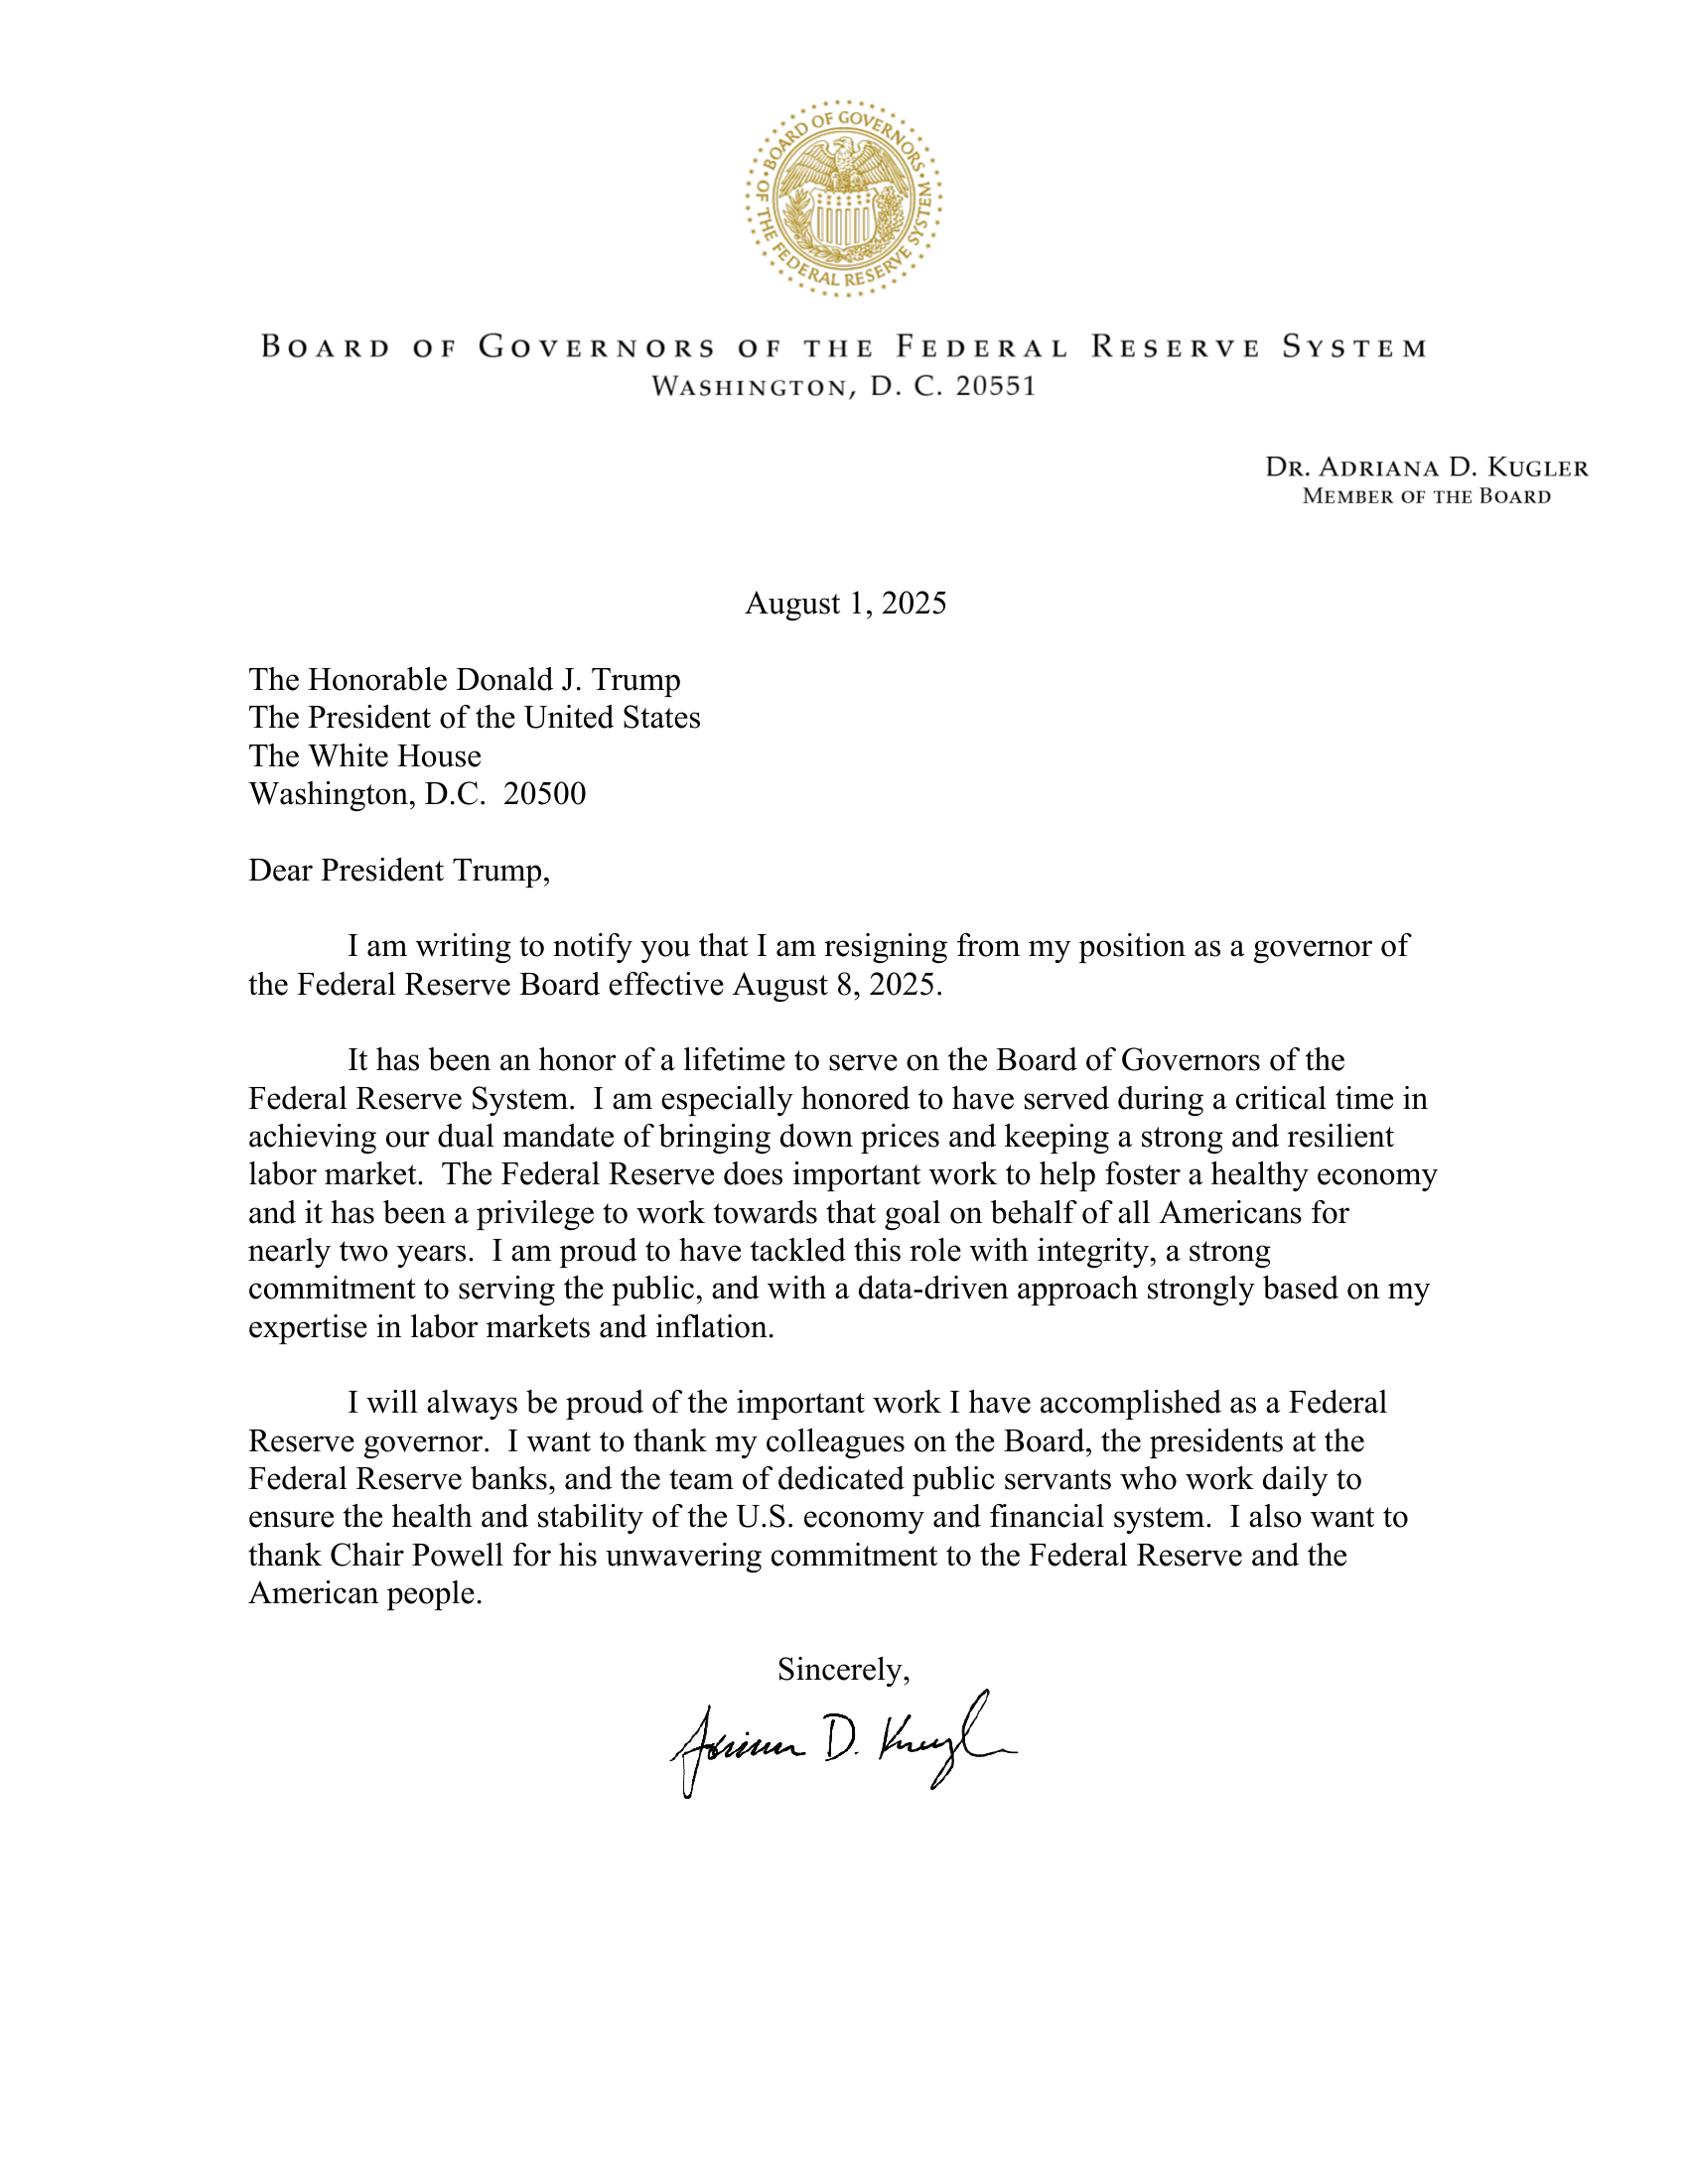 BOARD OF GOVERNORS OF THE FEDERAL RESERVE SYSTEM
BOARD OF GOVERNORS OF THE FEDERAL RESERVE SYSTEM
WASHINGTON, D. C. 20551
DR. ADRIANA D. KUGLER
MEMBER OF THE BOARD
August 1, 2025
The Honorable Donald J. Trump
The President of the United States
The White House
Washington, D.C.  20500
Dear President Trump,
I am writing to notify you that I am resigning from my position as a governor of
the Federal Reserve Board effective August 8, 2025.
It has been an honor of a lifetime to serve on the Board of Governors of the
Federal Reserve System.  I am especially honored to have served during a critical time in
achieving our dual mandate of bringing down prices and keeping a strong and resilient
labor market.  The Federal Reserve does important work to help foster a healthy economy
and it has been a privilege to work towards that goal on behalf of all Americans for
nearly two years.  I am proud to have tackled this role with integrity, a strong
commitment to serving the public, and with a data-driven approach strongly based on my
expertise in labor markets and inflation.
I will always be proud of the important work I have accomplished as a Federal
Reserve governor.  I want to thank my colleagues on the Board, the presidents at the
Federal Reserve banks, and the team of dedicated public servants who work daily to
ensure the health and stability of the U.S. economy and financial system.  I also want to
thank Chair Powell for his unwavering commitment to the Federal Reserve and the
American people.
Sincerely,
Adriana D. Kugler